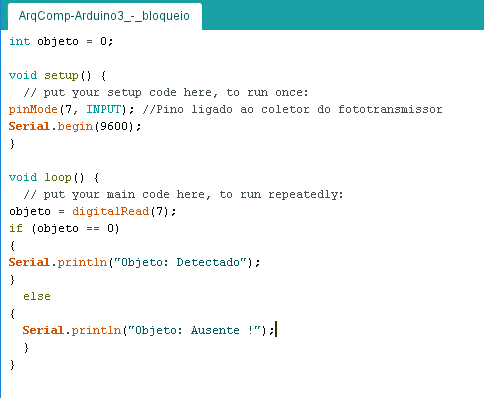 ArqComp-Arduino3_-_bloqueio
int objeto = 0;
void setup() {
// put your setup code here, to run once:
pinMode(7, INPUT); //Pino ligado ao coletor do fototransmissor
Serial.begin(9600);
}
void loop() {
// put your main code here, to run repeatedly:
objeto = digitalRead(7);
if (objeto == 0)
{
Serial.println("Objeto: Detectado");
}
else
{
Serial.println("Objeto: Ausente !");
}
}